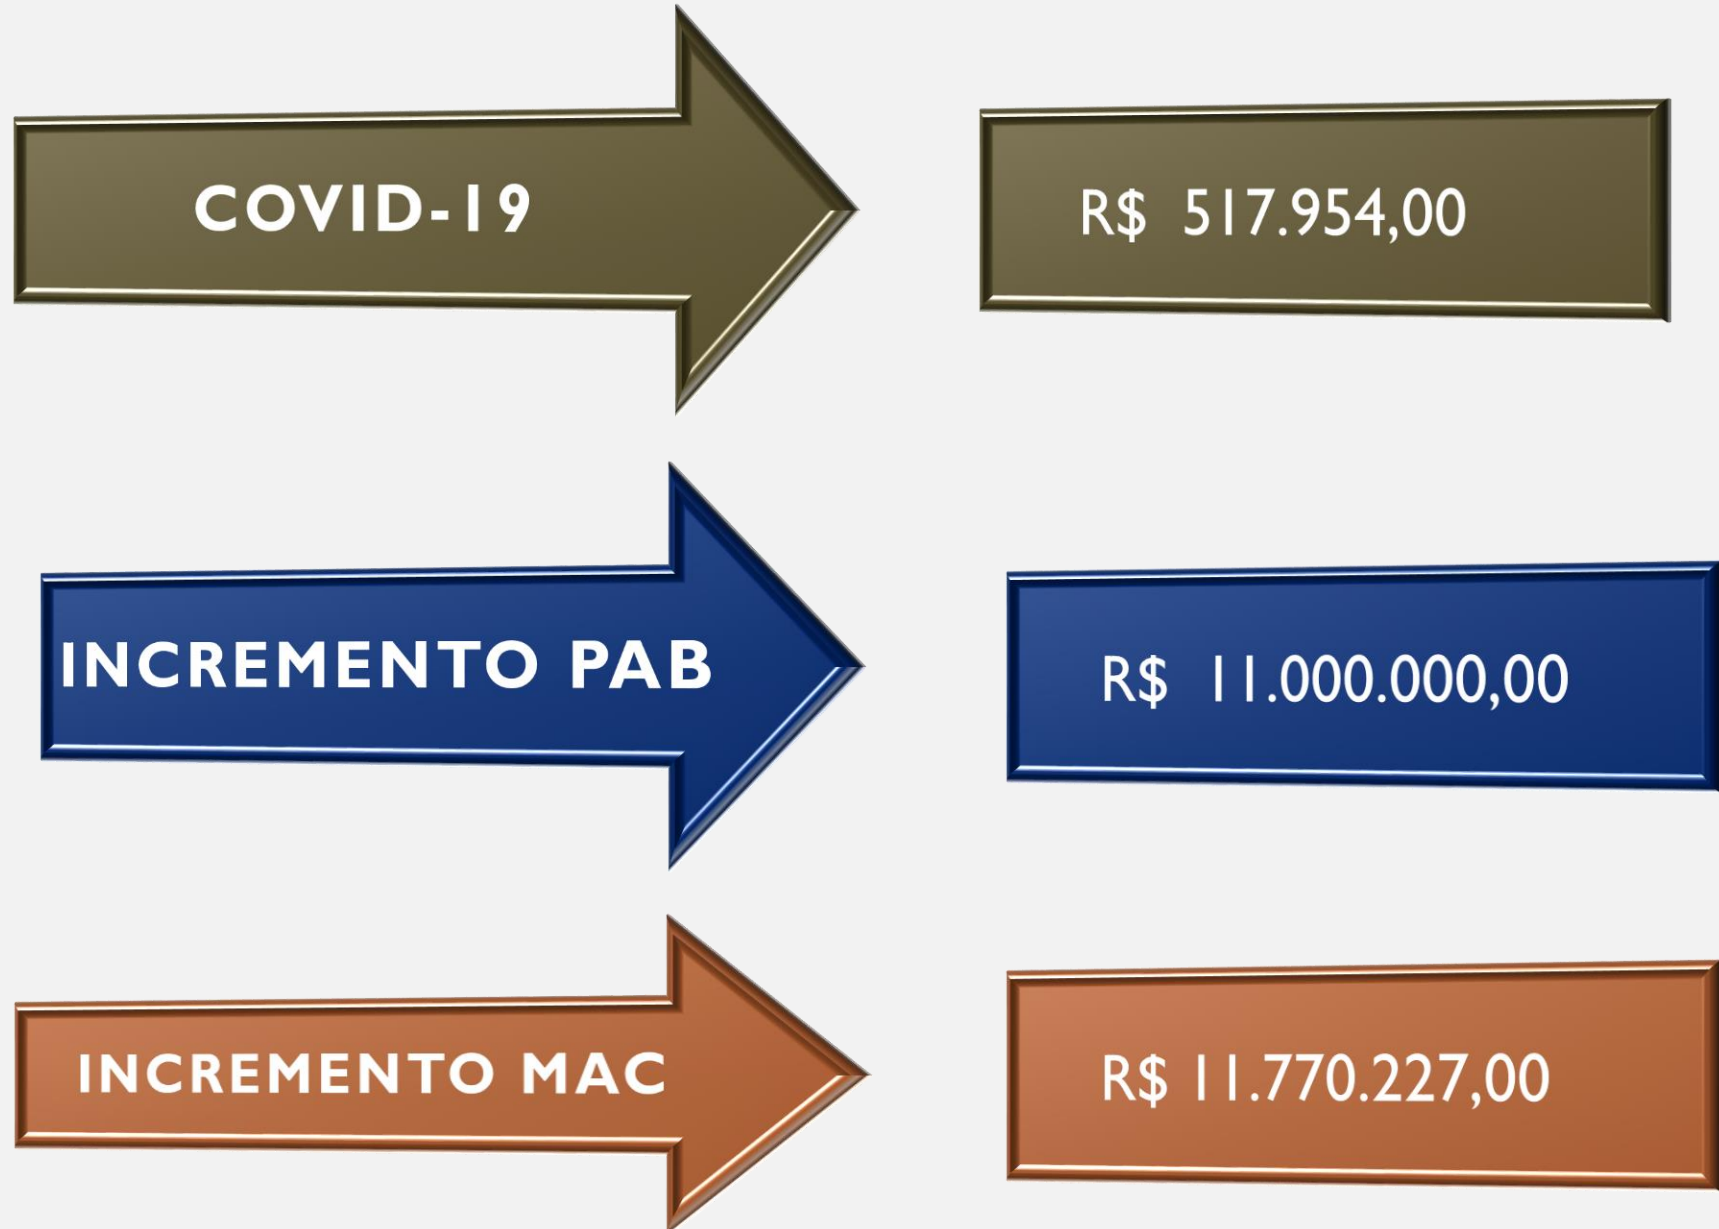 COVID-19
R$ 517.954,00
INCREMENTO PAB
R$ 11.000.000,00
INCREMENTO MAC
R$ 11.770.227,00